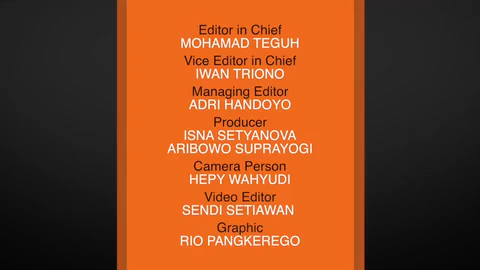 Editor in Chief
MOHAMAD TEGUH
Vice Editor in Chief
IWAN TRIONO
Managing Editor
ADRI HANDOYO
Producer
ISNA SETYANOVA
ARIBOWO SUPRAYOGI
Camera Person
HEPY WAHYUDI
Video Editor
SENDI SETIAWAN
Graphic
RIO PANGKEREGO